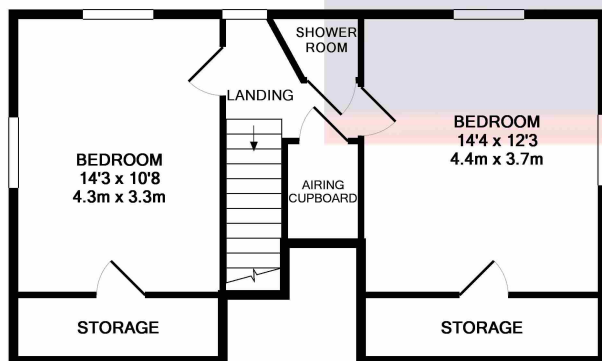 SHOWER
ROOM
LANDING
BEDROOM
14'3 x 10'8
4.3m x 3.3m
BEDROOM
14'4 x 12'3
4.4m x 3.7m
AIRING
CUPBOARD
STORAGE
STORAGE